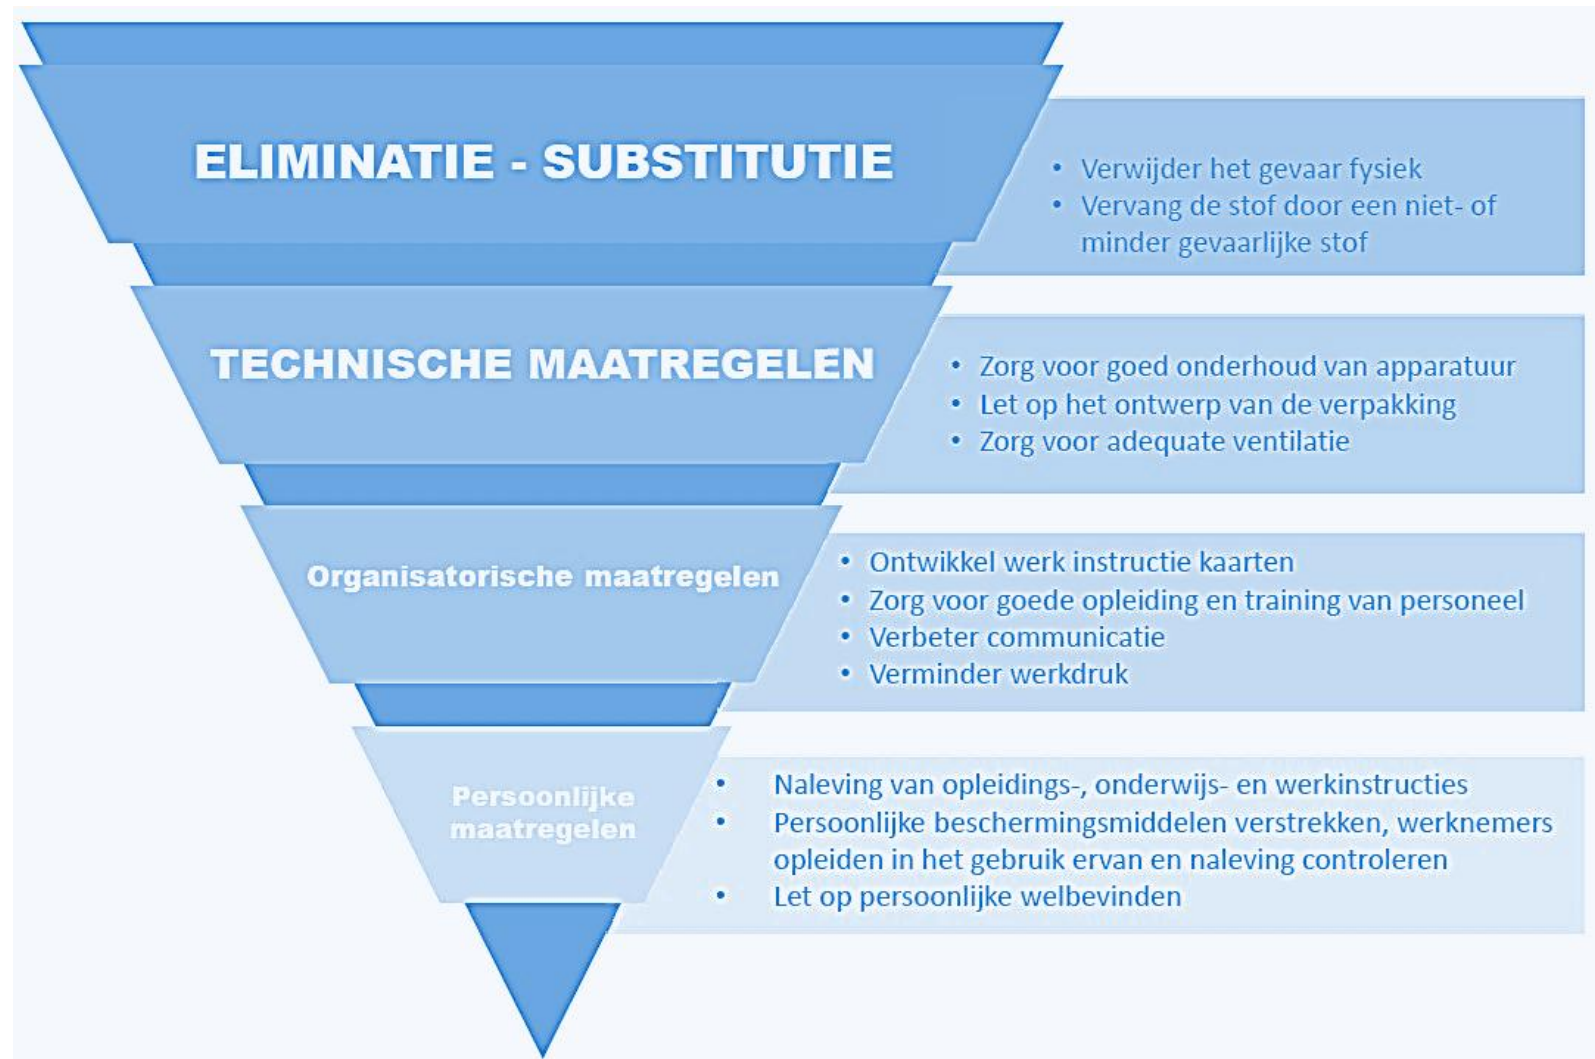 ELIMINATIE - SUBSTITUTIE
• Verwijder het gevaar fysiek
• Vervang de stof door een niet- of
minder gevaarlijke stof
TECHNISCHE MAATREGELEN
• Zorg voor goed onderhoud van apparatuur
• Let op het ontwerp van de verpakking
• Zorg voor adequate ventilatie
Organisatorische maatregelen
• Ontwikkel werk instructie kaarten
• Zorg voor goede opleiding en training van personeel
• Verbeter communicatie
• Verminder werkdruk
Persoonlijke
maatregelen
• Naleving van opleidings-, onderwijs- en werkinstructies
• Persoonlijke beschermingsmiddelen verstrekken, werknemers
opleiden in het gebruik ervan en naleving controleren
• Let op persoonlijke welbevinden